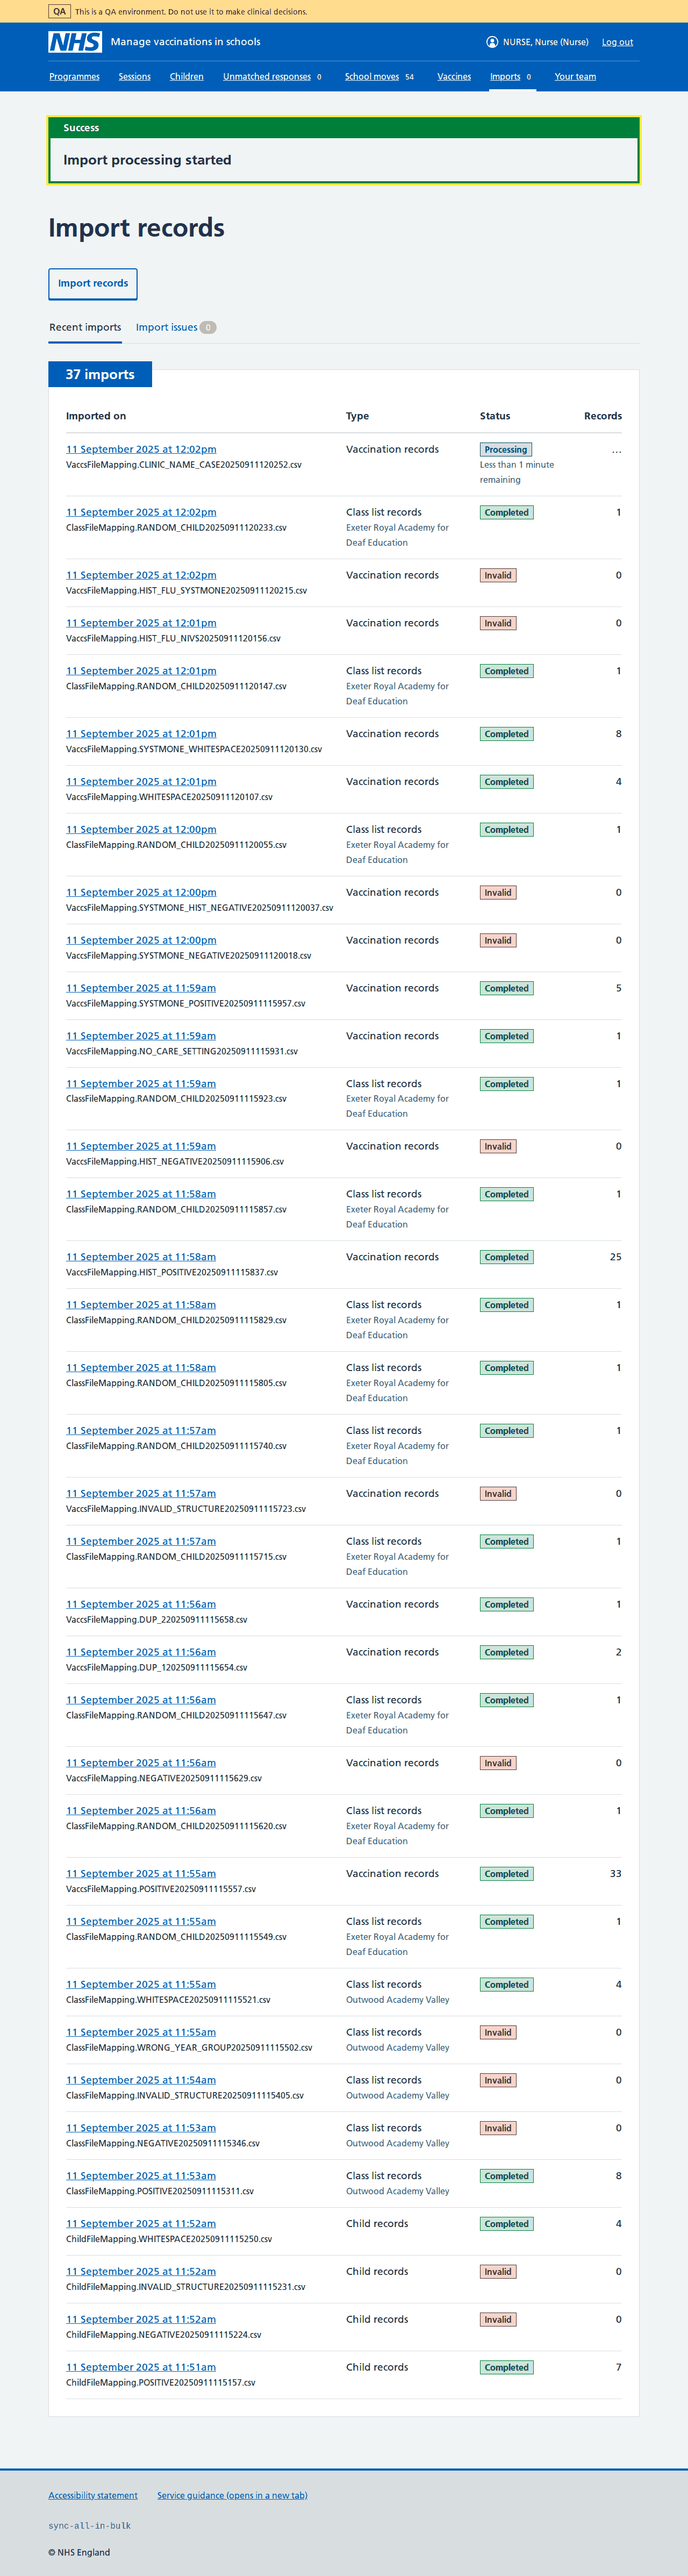 QA This is a QA environment. Do not use it to make clinical decisions.
NHS Manage vaccinations in schools NURSE, Nurse (Nurse) Log out
Programmes Sessions Children Unmatched responses 0 School moves 54 Vaccines Imports 0 Your team
Success
Import processing started
Import records
Import records
Recent imports Import issues 0
37 imports
Imported on Type Status Records
11 September 2025 at 12:02pm Vaccination records Processing ...
VaccsFileMapping.CLINIC_NAME_CASE20250911120252.csv Less than 1 minute
remaining
11 September 2025 at 12:02pm Class list records Completed 1
ClassFileMapping.RANDOM_CHILD20250911120233.csv Exeter Royal Academy for
Deaf Education
11 September 2025 at 12:02pm Vaccination records Invalid 0
VaccsFileMapping.HIST_FLU_SYSTMONE20250911120215.csv
11 September 2025 at 12:01pm Vaccination records Invalid 0
VaccsFileMapping.HIST_FLU_NIVS20250911120156.csv
11 September 2025 at 12:01pm Class list records Completed 1
ClassFileMapping.RANDOM_CHILD20250911120147.csv Exeter Royal Academy for
Deaf Education
11 September 2025 at 12:01pm Vaccination records Completed 8
VaccsFileMapping.SYSTMONE_WHITESPACE20250911120130.csv
11 September 2025 at 12:01pm Vaccination records Completed 4
VaccsFileMapping.WHITESPACE20250911120107.csv
11 September 2025 at 12:00pm Class list records Completed 1
ClassFileMapping.RANDOM_CHILD20250911120055.csv Exeter Royal Academy for
Deaf Education
11 September 2025 at 12:00pm Vaccination records Invalid 0
VaccsFileMapping.SYSTMONE_HIST_NEGATIVE20250911120037.csv
11 September 2025 at 12:00pm Vaccination records Invalid 0
VaccsFileMapping.SYSTMONE_NEGATIVE20250911120018.csv
11 September 2025 at 11:59am Vaccination records Completed 5
VaccsFileMapping.SYSTMONE_POSITIVE20250911115957.csv
11 September 2025 at 11:59am Vaccination records Completed 1
VaccsFileMapping.NO_CARE_SETTING20250911115931.csv
11 September 2025 at 11:59am Class list records Completed 1
ClassFileMapping.RANDOM_CHILD20250911115923.csv Exeter Royal Academy for
Deaf Education
11 September 2025 at 11:59am Vaccination records Invalid 0
VaccsFileMapping.HIST_NEGATIVE20250911115906.csv
11 September 2025 at 11:58am Class list records Completed 1
ClassFileMapping.RANDOM_CHILD20250911115857.csv Exeter Royal Academy for
Deaf Education
11 September 2025 at 11:58am Vaccination records Completed 25
VaccsFileMapping.HIST_POSITIVE20250911115837.csv
11 September 2025 at 11:58am Class list records Completed 1
ClassFileMapping.RANDOM_CHILD20250911115829.csv Exeter Royal Academy for
Deaf Education
11 September 2025 at 11:58am Class list records Completed 1
ClassFileMapping.RANDOM_CHILD20250911115805.csv Exeter Royal Academy for
Deaf Education
11 September 2025 at 11:57am Class list records Completed 1
ClassFileMapping.RANDOM_CHILD20250911115740.csv Exeter Royal Academy for
Deaf Education
11 September 2025 at 11:57am Vaccination records Invalid 0
VaccsFileMapping.INVALID_STRUCTURE20250911115723.csv
11 September 2025 at 11:57am Class list records Completed 1
ClassFileMapping.RANDOM_CHILD20250911115715.csv Exeter Royal Academy for
Deaf Education
11 September 2025 at 11:56am Vaccination records Completed 1
VaccsFileMapping.DUP_220250911115658.csv
11 September 2025 at 11:56am Vaccination records Completed 2
VaccsFileMapping.DUP_120250911115654.csv
11 September 2025 at 11:56am Class list records Completed 1
ClassFileMapping.RANDOM_CHILD20250911115647.csv Exeter Royal Academy for
Deaf Education
11 September 2025 at 11:56am Vaccination records Invalid 0
VaccsFileMapping.NEGATIVE20250911115629.csv
11 September 2025 at 11:56am Class list records Completed 1
ClassFileMapping.RANDOM_CHILD20250911115620.csv Exeter Royal Academy for
Deaf Education
11 September 2025 at 11:55am Vaccination records Completed 33
VaccsFileMapping.POSITIVE20250911115557.csv
11 September 2025 at 11:55am Class list records Completed 1
ClassFileMapping.RANDOM_CHILD20250911115549.csv Exeter Royal Academy for
Deaf Education
11 September 2025 at 11:55am Class list records Completed 4
ClassFileMapping.WHITESPACE20250911115521.csv Outwood Academy Valley
11 September 2025 at 11:55am Class list records Invalid 0
ClassFileMapping.WRONG_YEAR_GROUP20250911115502.csv Outwood Academy Valley
11 September 2025 at 11:54am Class list records Invalid 0
ClassFileMapping.INVALID_STRUCTURE20250911115405.csv Outwood Academy Valley
11 September 2025 at 11:53am Class list records Invalid 0
ClassFileMapping.NEGATIVE20250911115346.csv Outwood Academy Valley
11 September 2025 at 11:53am Class list records Completed 8
ClassFileMapping.POSITIVE20250911115311.csv Outwood Academy Valley
11 September 2025 at 11:52am Child records Completed 4
ChildFileMapping.WHITESPACE20250911115250.csv
11 September 2025 at 11:52am Child records Invalid 0
ChildFileMapping.INVALID_STRUCTURE20250911115231.csv
11 September 2025 at 11:52am Child records Invalid 0
ChildFileMapping.NEGATIVE20250911115224.csv
11 September 2025 at 11:51am Child records Completed 7
ChildFileMapping.POSITIVE20250911115157.csv
Accessibility statement Service guidance (opens in a new tab)
sync-all-in-bulk
© NHS England